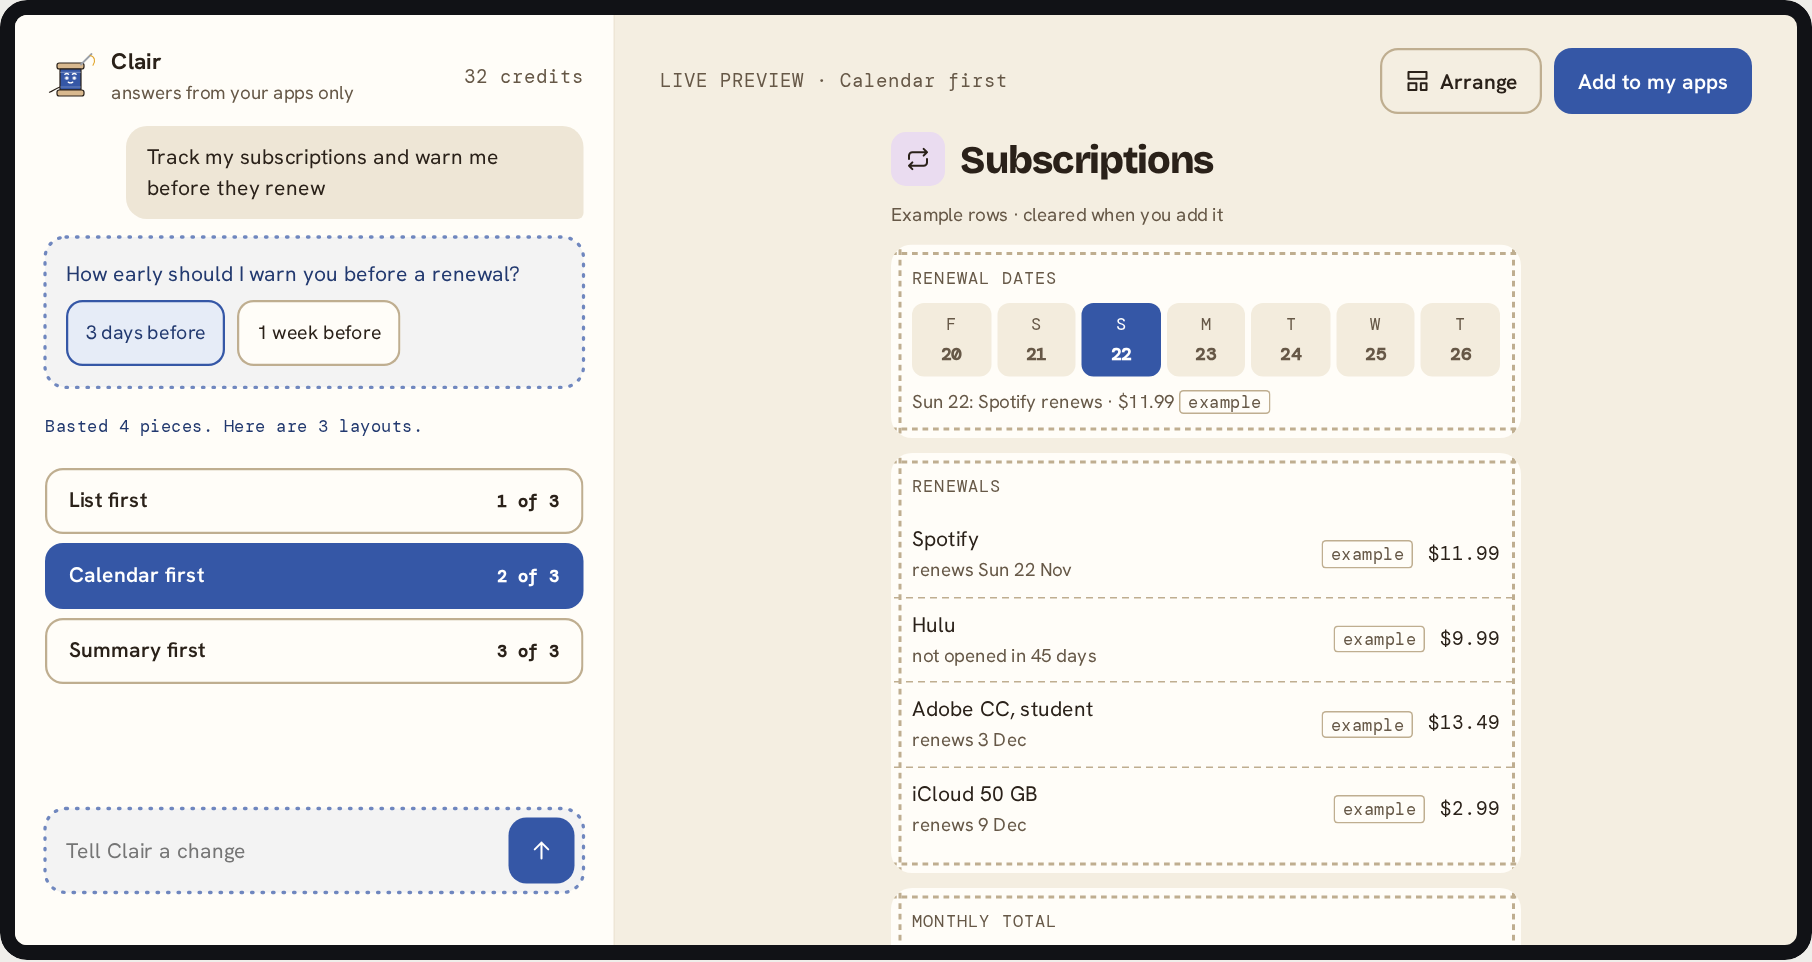 Clair
answers from your apps only
32 credits
Track my subscriptions and warn me
before they renew
How early should I warn you before a renewal?
3 days before
1 week before
Basted 4 pieces. Here are 3 layouts.
List first 1 of 3
Calendar first 2 of 3
Summary first 3 of 3
Tell Clair a change
LIVE PREVIEW · Calendar first
Arrange
Add to my apps
Subscriptions
Example rows · cleared when you add it
RENEWAL DATES
F S S M T W T
20 21 22 23 24 25 26
Sun 22: Spotify renews · $11.99 example
RENEWALS
Spotify
renews Sun 22 Nov
example $11.99
Hulu
not opened in 45 days
example $9.99
Adobe CC, student
renews 3 Dec
example $13.49
iCloud 50 GB
renews 9 Dec
example $2.99
MONTHLY TOTAL